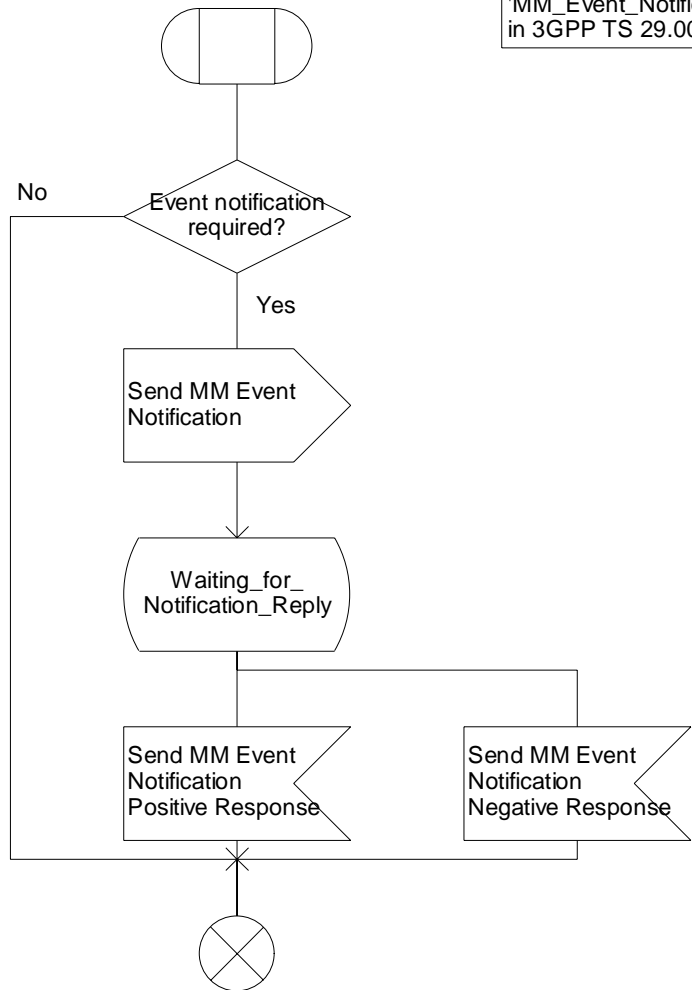 'MM_Event_Notific
in 3GPP TS 29.00
No
Event notification
required?
Yes
Send MM Event
Notification
Waiting_for_
Notification_Reply
Send MM Event
Notification
Positive Response
Send MM Event
Notification
Negative Response